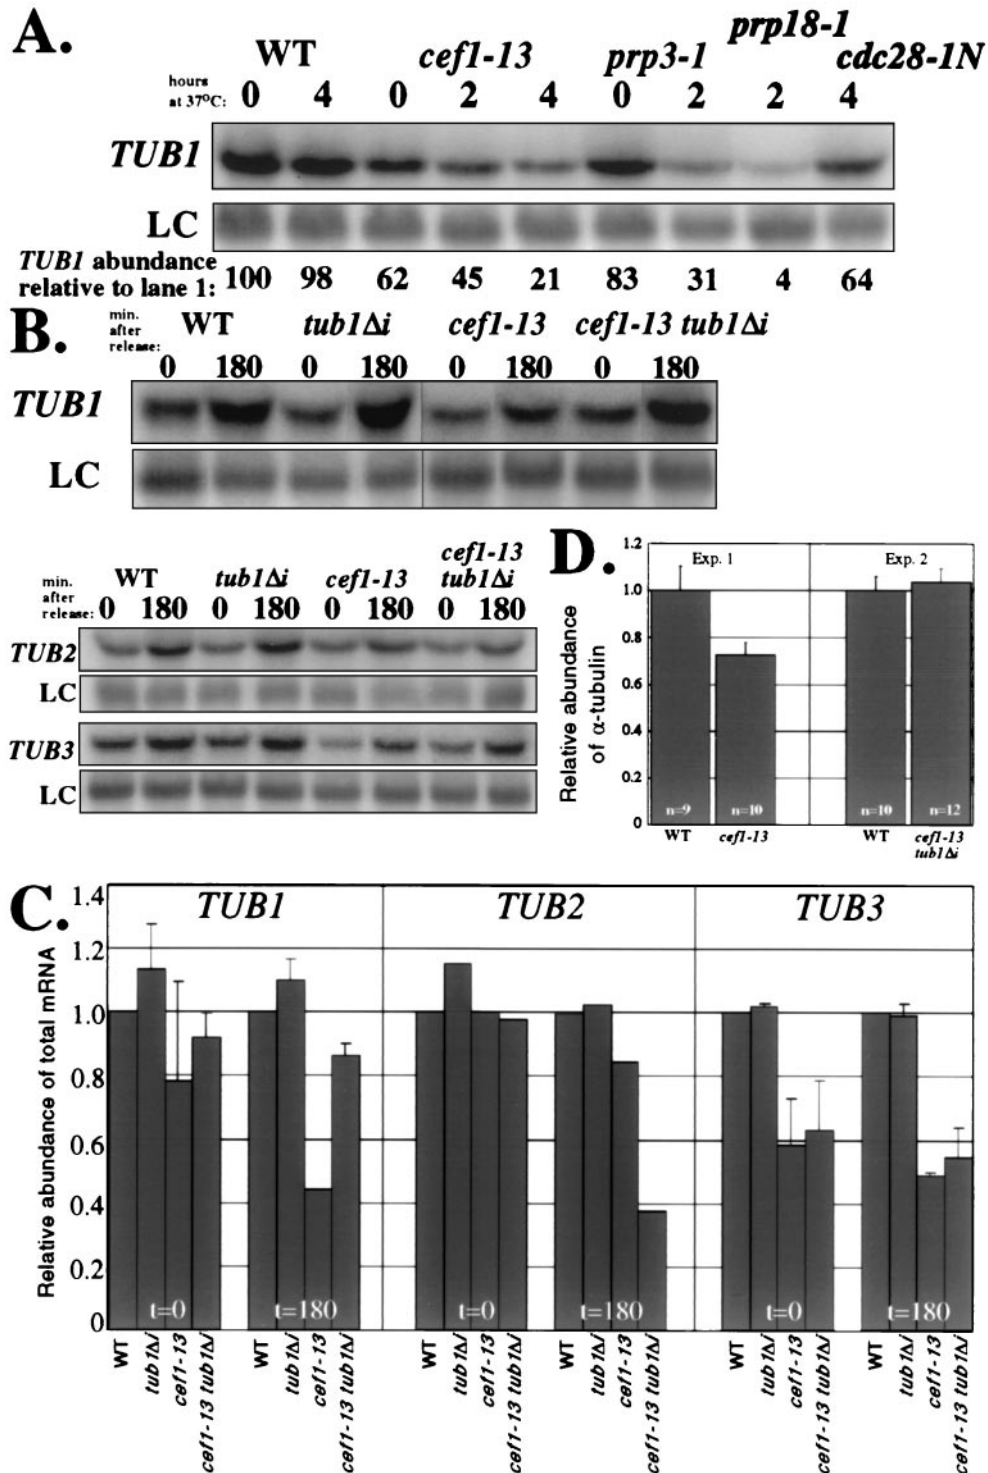 A.
WT cef1-13 prp3-1 prp18-1 cdc28-1N
hours at 37°C: 0 4 0 2 4 0 2 2 4
TUB1
LC
TUB1 abundance relative to lane 1: 100 98 62 45 21 83 31 4 64
B.
WT tub1Δi cef1-13 cef1-13 tub1Δi
min. after release: 0 180 0 180 0 180 0 180
TUB1
LC
WT tub1Δi cef1-13 cef1-13 tub1Δi
min. after release: 0 180 0 180 0 180 0 180
TUB2
LC
TUB3
LC
D.
Relative abundance of α-tubulin
1.2
1.0
0.8
0.6
0.4
0.2
0
Exp. 1 Exp. 2
n=9 n=10 n=10 n=12
WT cef1-13 WT cef1-13 tub1Δi
C.
Relative abundance of total mRNA
1.4
1.2
1.0
0.8
0.6
0.4
0.2
0
TUB1 TUB2 TUB3
t=0 t=180 t=0 t=180 t=0 t=180
WT tub1Δi cef1-13 cef1-13 tub1Δi WT tub1Δi cef1-13 cef1-13 tub1Δi WT tub1Δi cef1-13 cef1-13 tub1Δi WT tub1Δi cef1-13 cef1-13 tub1Δi WT tub1Δi cef1-13 cef1-13 tub1Δi WT tub1Δi cef1-13 cef1-13 tub1Δi